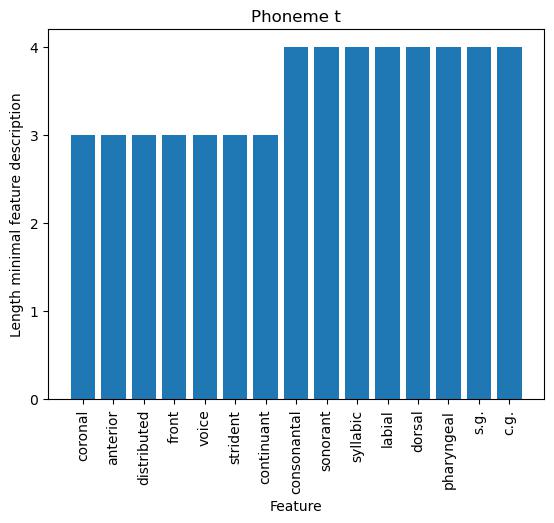 Phoneme t
Length minimal feature description
4
3
2
1
0
coronal
anterior
distributed
front
voice
strident
continuant
consonantal
sonorant
syllabic
labial
dorsal
pharyngeal
s.g.
c.g.
Feature